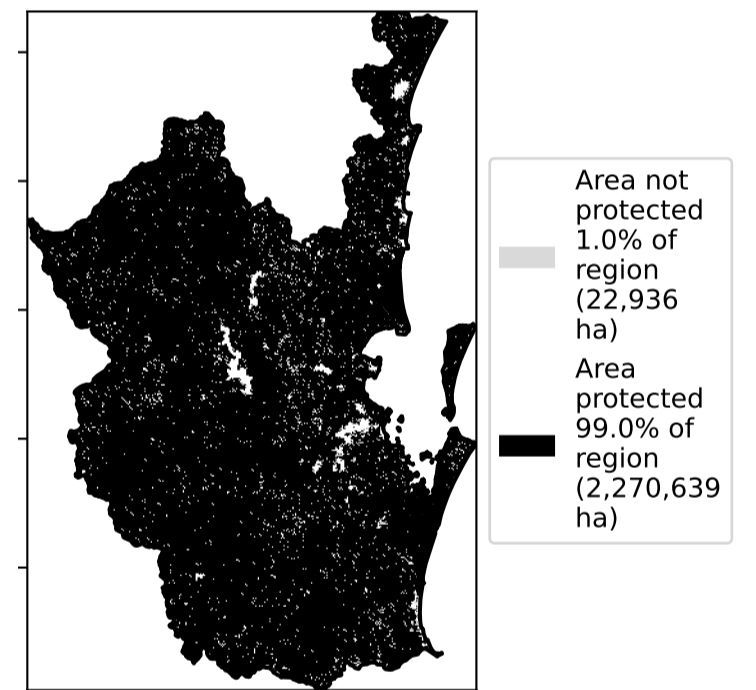 Area not
protected
1.0% of
region
(22,936
ha)
Area
protected
99.0% of
region
(2,270,639
ha)